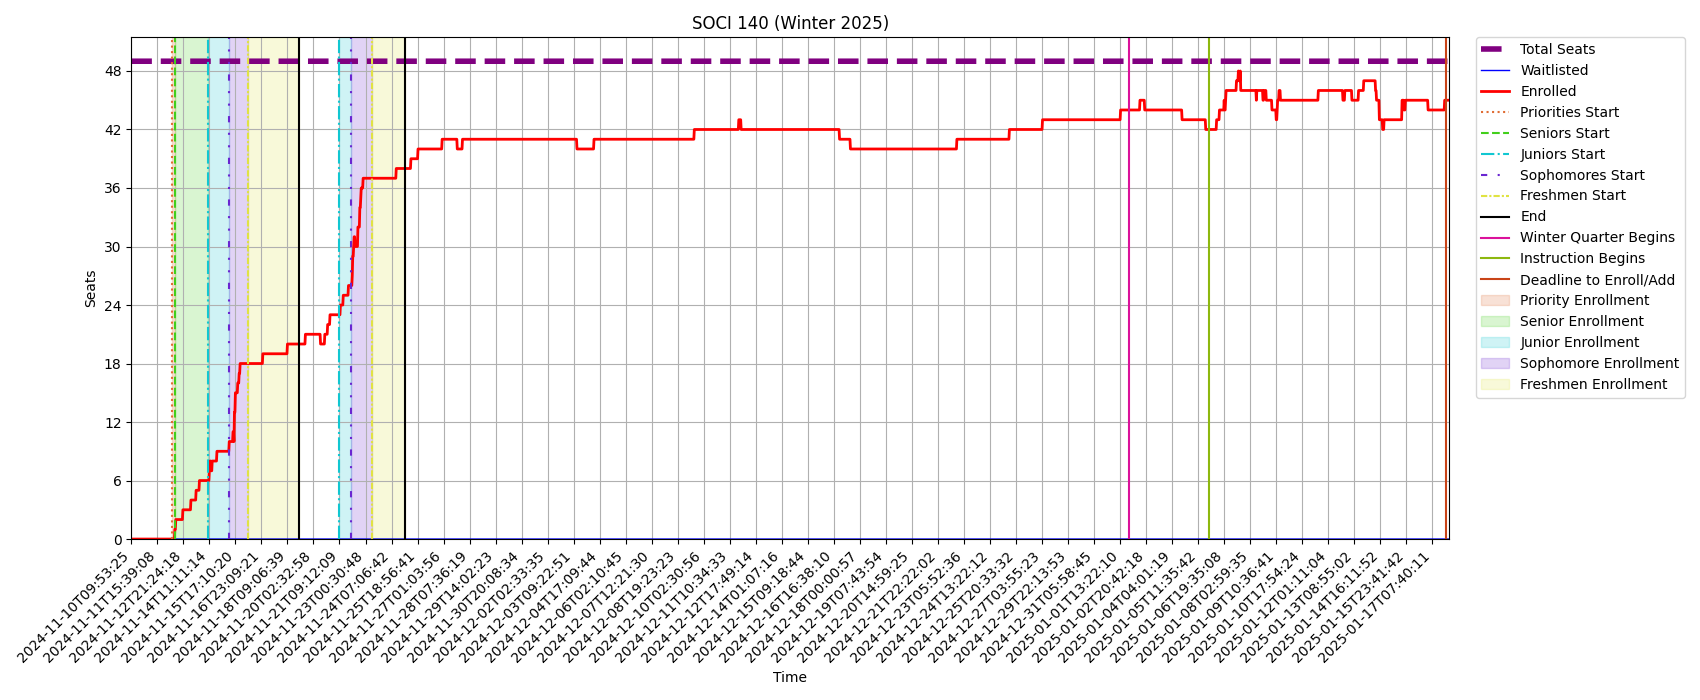 SOCI 140 (Winter 2025)
Seats
48
42
36
30
24
18
12
6
0
2024-11-10T09:53:25
2024-11-11T15:39:08
2024-11-12T21:24:18
2024-11-14T11:11:14
2024-11-15T17:10:20
2024-11-16T23:09:21
2024-11-18T09:06:39
2024-11-20T02:32:58
2024-11-21T09:12:09
2024-11-23T00:30:48
2024-11-24T07:06:42
2024-11-25T18:56:41
2024-11-27T01:03:56
2024-11-28T07:36:19
2024-11-29T14:02:23
2024-11-30T20:08:34
2024-12-02T02:33:35
2024-12-03T09:22:51
2024-12-04T17:09:44
2024-12-06T02:10:45
2024-12-07T12:21:30
2024-12-08T19:23:23
2024-12-10T02:30:56
2024-12-11T10:34:33
2024-12-12T17:49:14
2024-12-14T01:07:16
2024-12-15T09:18:44
2024-12-16T16:38:10
2024-12-18T00:00:57
2024-12-19T07:43:54
2024-12-20T14:59:25
2024-12-21T22:22:02
2024-12-23T05:52:36
2024-12-24T13:22:12
2024-12-25T20:33:32
2024-12-27T03:55:23
2024-12-29T22:13:53
2024-12-31T05:58:45
2025-01-01T13:22:10
2025-01-02T20:42:18
2025-01-04T04:01:19
2025-01-05T11:35:42
2025-01-06T19:35:08
2025-01-08T02:59:35
2025-01-09T10:36:41
2025-01-10T17:54:24
2025-01-12T01:11:04
2025-01-13T08:55:02
2025-01-14T16:11:52
2025-01-15T23:41:42
2025-01-17T07:40:11
Time
Total Seats
Waitlisted
Enrolled
Priorities Start
Seniors Start
Juniors Start
Sophomores Start
Freshmen Start
End
Winter Quarter Begins
Instruction Begins
Deadline to Enroll/Add
Priority Enrollment
Senior Enrollment
Junior Enrollment
Sophomore Enrollment
Freshmen Enrollment